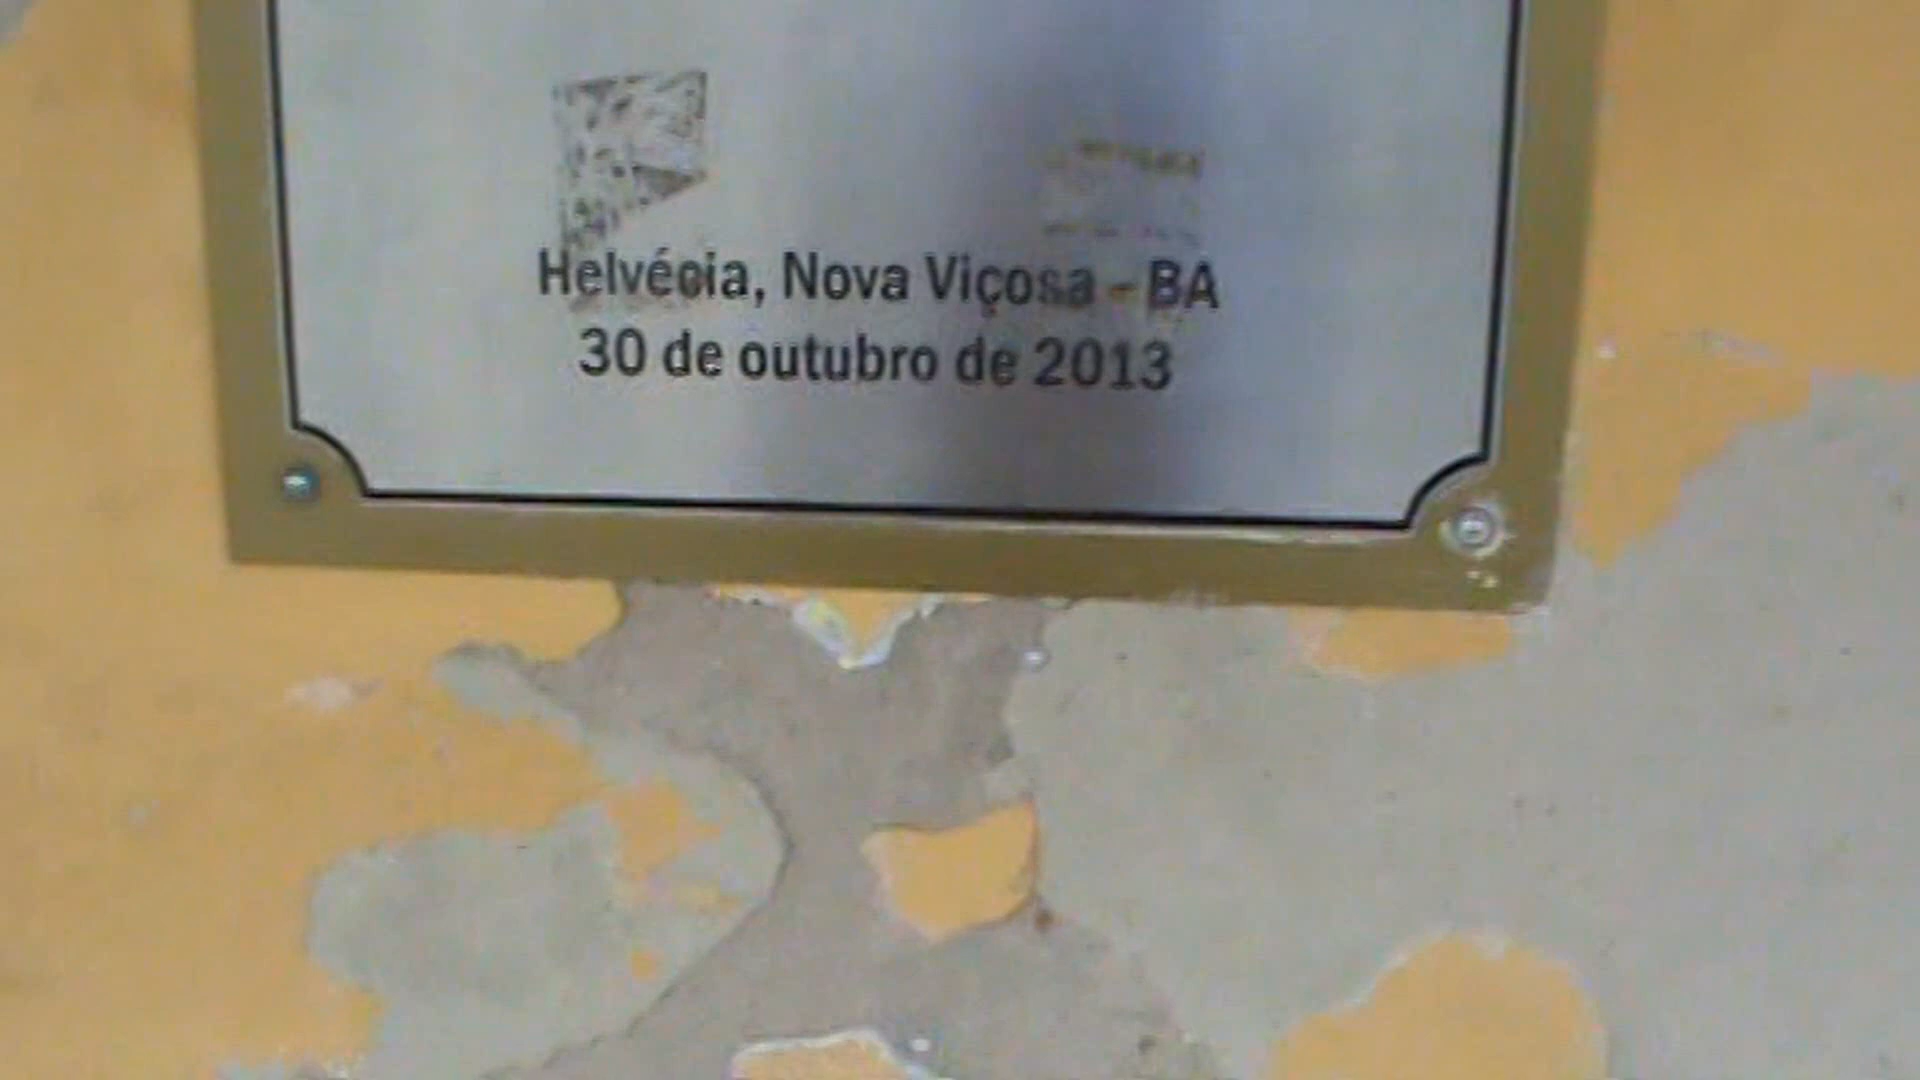 Helvécia, Nova Viçosa - BA
30 de outubro de 2013